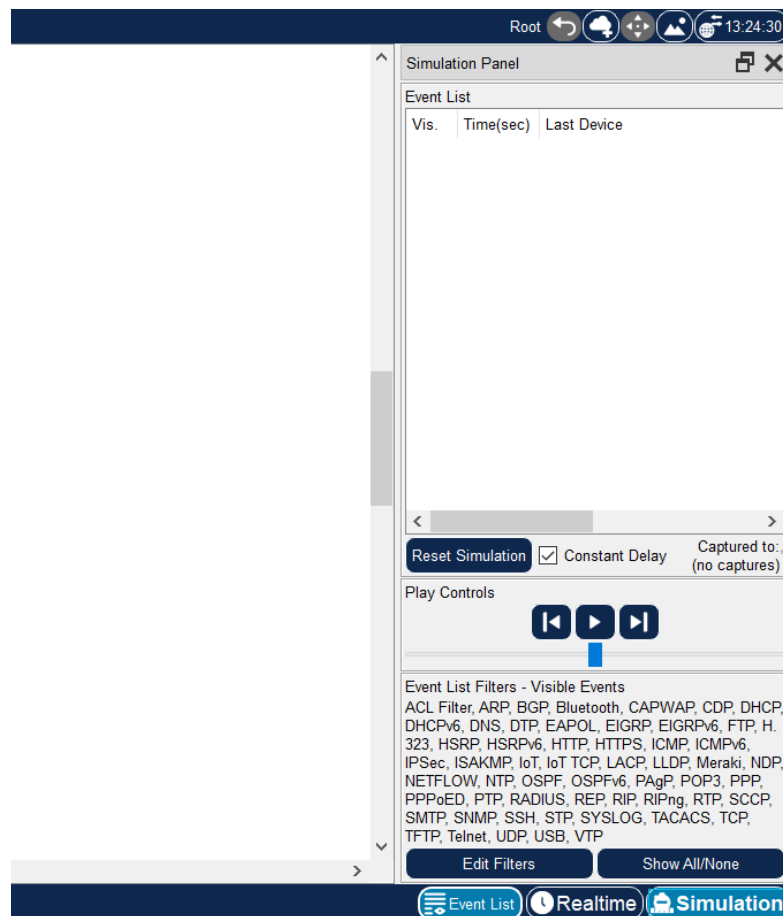 Root 13:24:30
Simulation Panel
Event List
Vis. Time(sec) Last Device
Reset Simulation Constant Delay Captured to:,
(no captures)
Play Controls
Event List Filters - Visible Events
ACL Filter, ARP, BGP, Bluetooth, CAPWAP, CDP, DHCP,
DHCPv6, DNS, DTP, EAPOL, EIGRP, EIGRPv6, FTP, H.
323, HSRP, HSRPv6, HTTP, HTTPS, ICMP, ICMPv6,
IPSec, ISAKMP, IoT, IoT TCP, LACP, LLDP, Meraki, NDP,
NETFLOW, NTP, OSPF, OSPFv6, PAgP, POP3, PPP,
PPPoED, PTP, RADIUS, REP, RIP, RIPng, RTP, SCCP,
SMTP, SNMP, SSH, STP, SYSLOG, TACACS, TCP,
TFTP, Telnet, UDP, USB, VTP
Edit Filters Show All/None
Event List Realtime Simulation